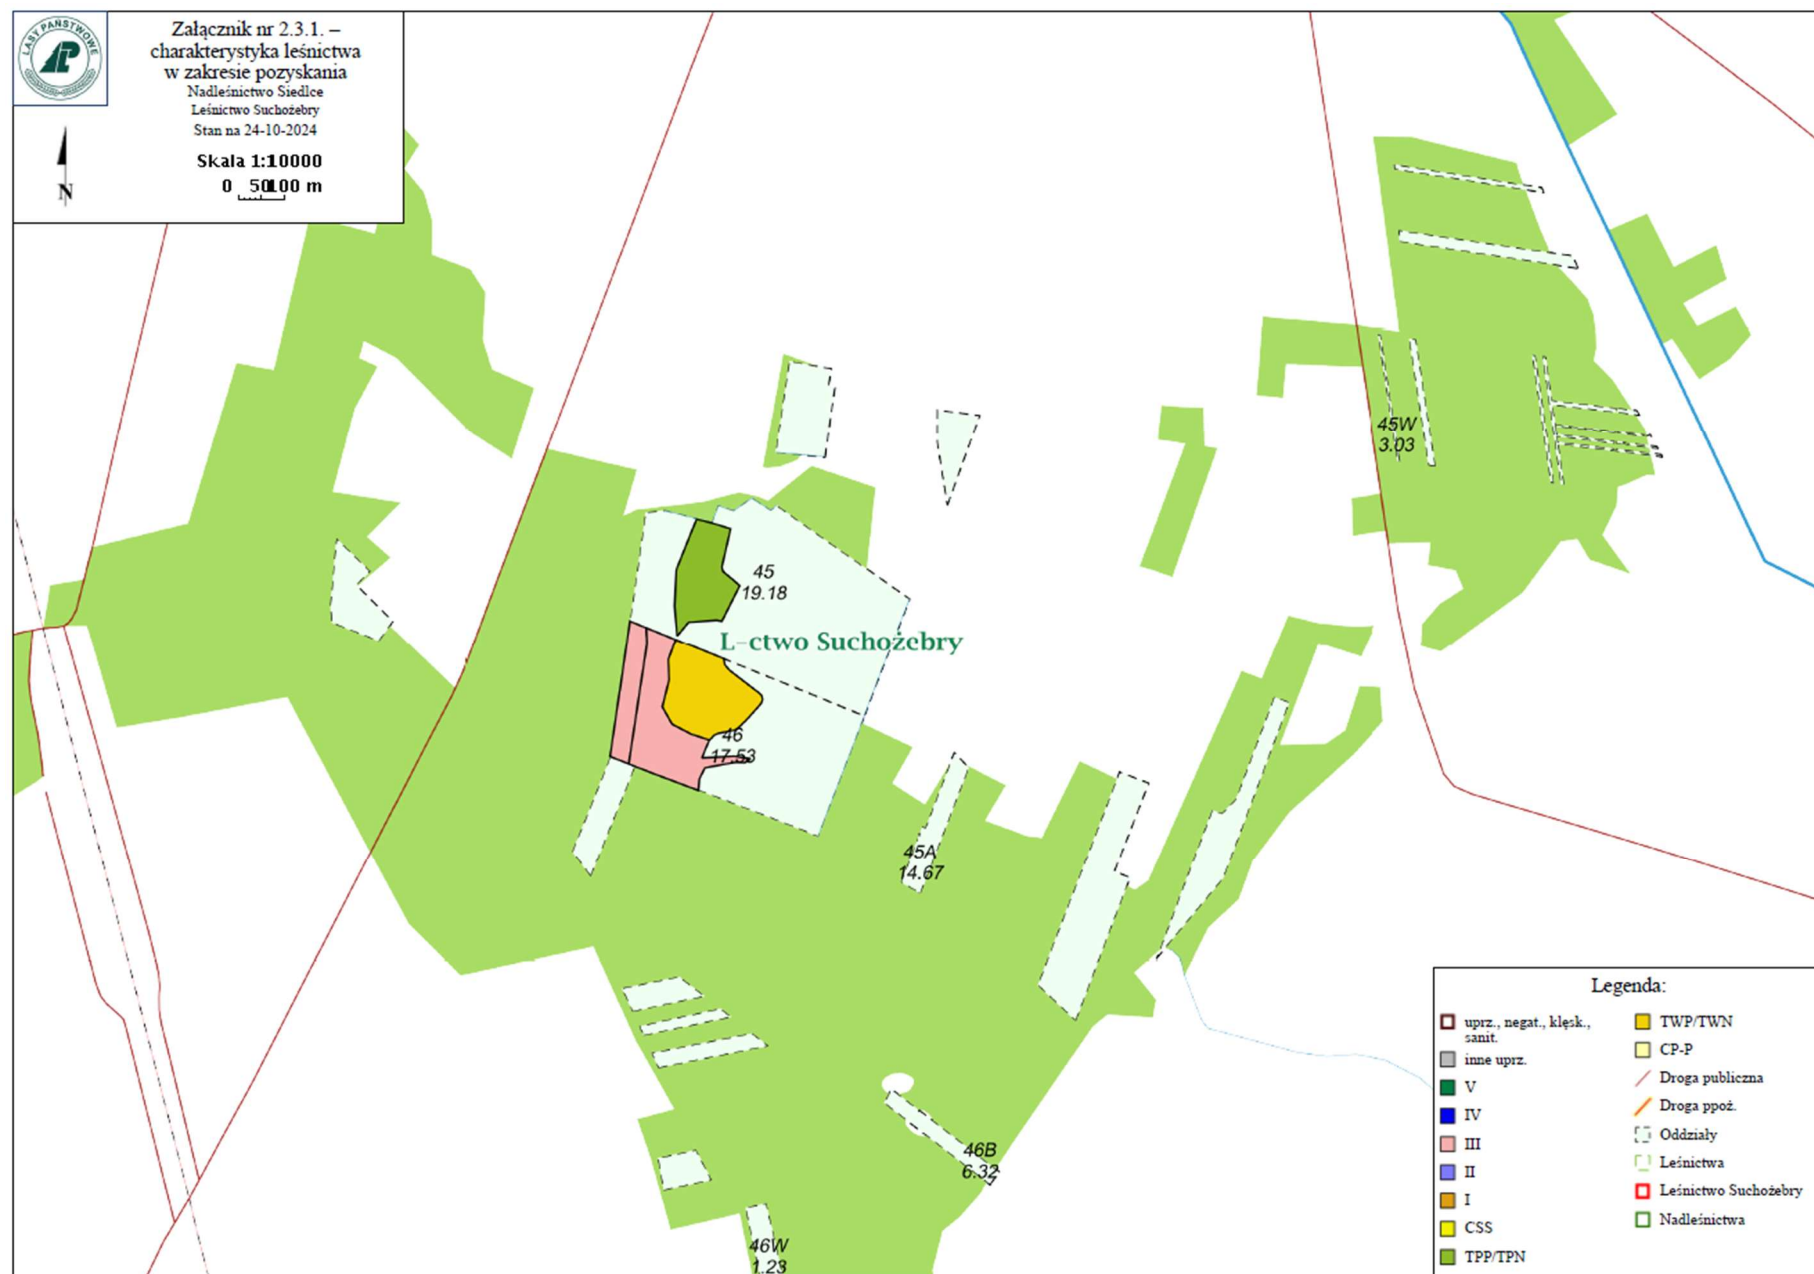 LASY PAŃSTWOWE
Załącznik nr 2.3.1. –
charakterystyka leśnictwa
w zakresie pozyskania
Nadleśnictwo Siedlce
Leśnictwo Suchożebry
Stan na 24-10-2024
Skala 1:10000
0 50 100 m
N
45W
3.03
45
19.18
L-ctwo Suchożebry
46
17.53
45A
14.67
46B
6.32
46W
1.23
Legenda:
uprz., negat., klęsk.,
sanit.
inne uprz.
V
IV
III
II
I
CSS
TPP/TPN
TWP/TWN
CP-P
Droga publiczna
Droga ppoż.
Oddziały
Leśnictwa
Leśnictwo Suchożebry
Nadleśnictwa